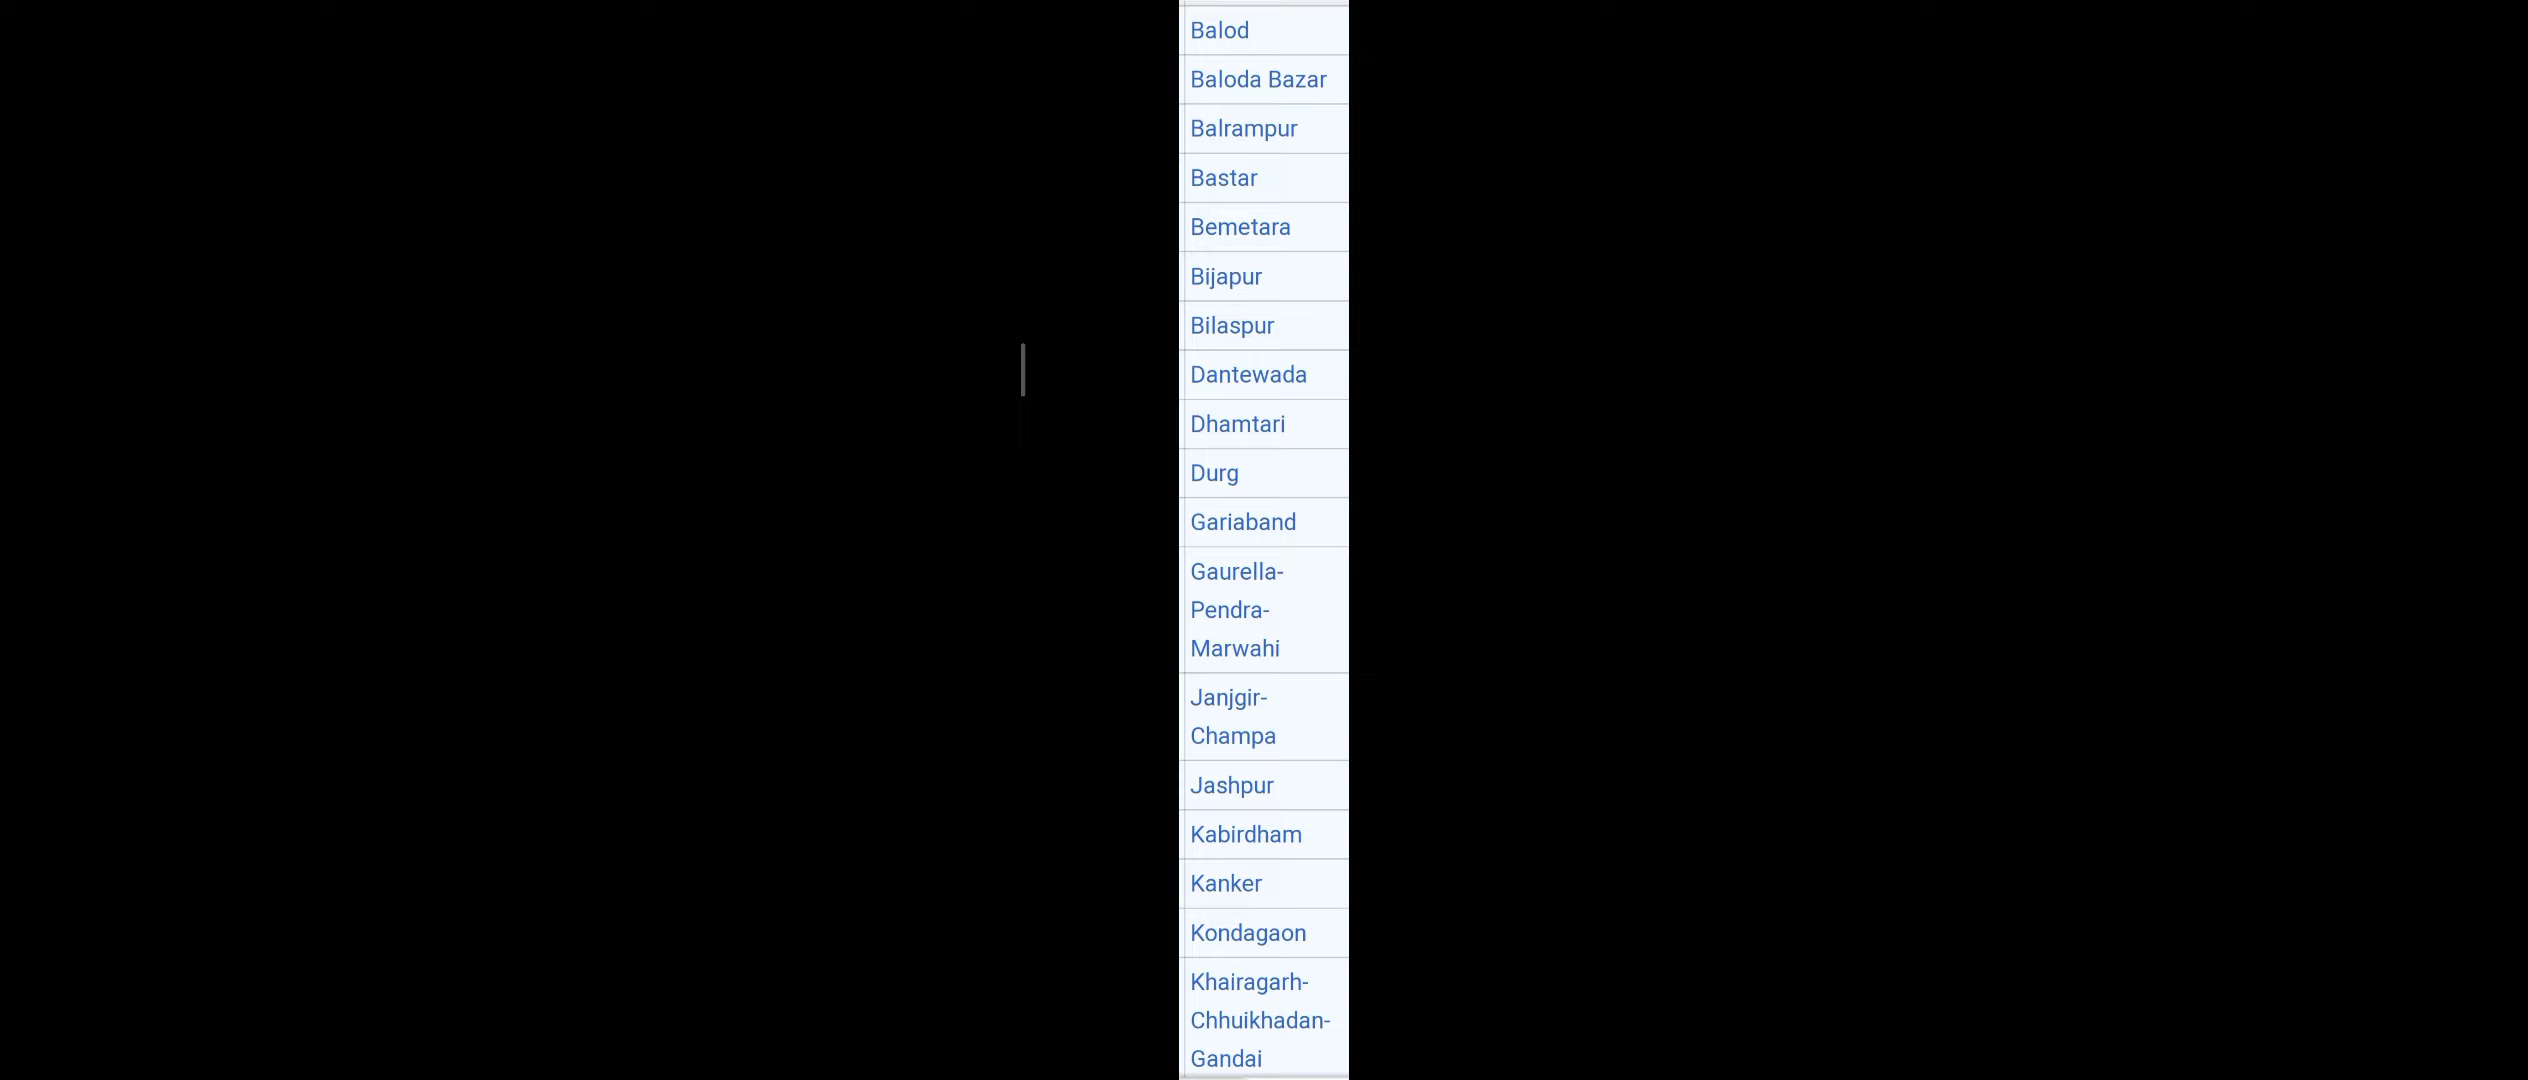 Balod
Baloda Bazar
Balrampur
Bastar
Bemetara
Bijapur
Bilaspur
Dantewada
Dhamtari
Durg
Gariaband
Gaurella-
Pendra-
Marwahi
Janjgir-
Champa
Jashpur
Kabirdham
Kanker
Kondagaon
Khairagarh-
Chhuikhadan-
Gandai